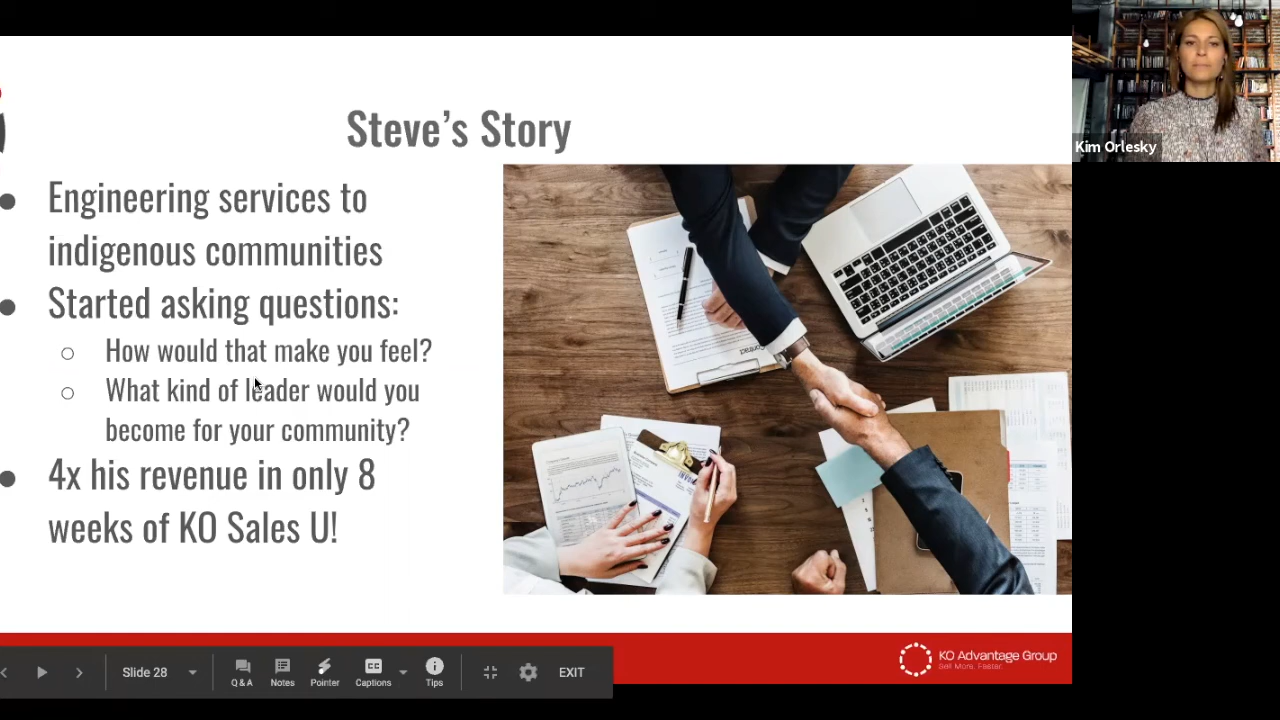 Steve's Story
Engineering services to
indigenous communities
Started asking questions:
How would that make you feel?
What kind of leader would you
become for your community?
4x his revenue in only 8
weeks of KO Sales U!
Kim Orlesky
Contract
KO Advantage Group
Sell More. Faster.
Slide 28
Q & A
Notes
Pointer
Captions
Tips
EXIT